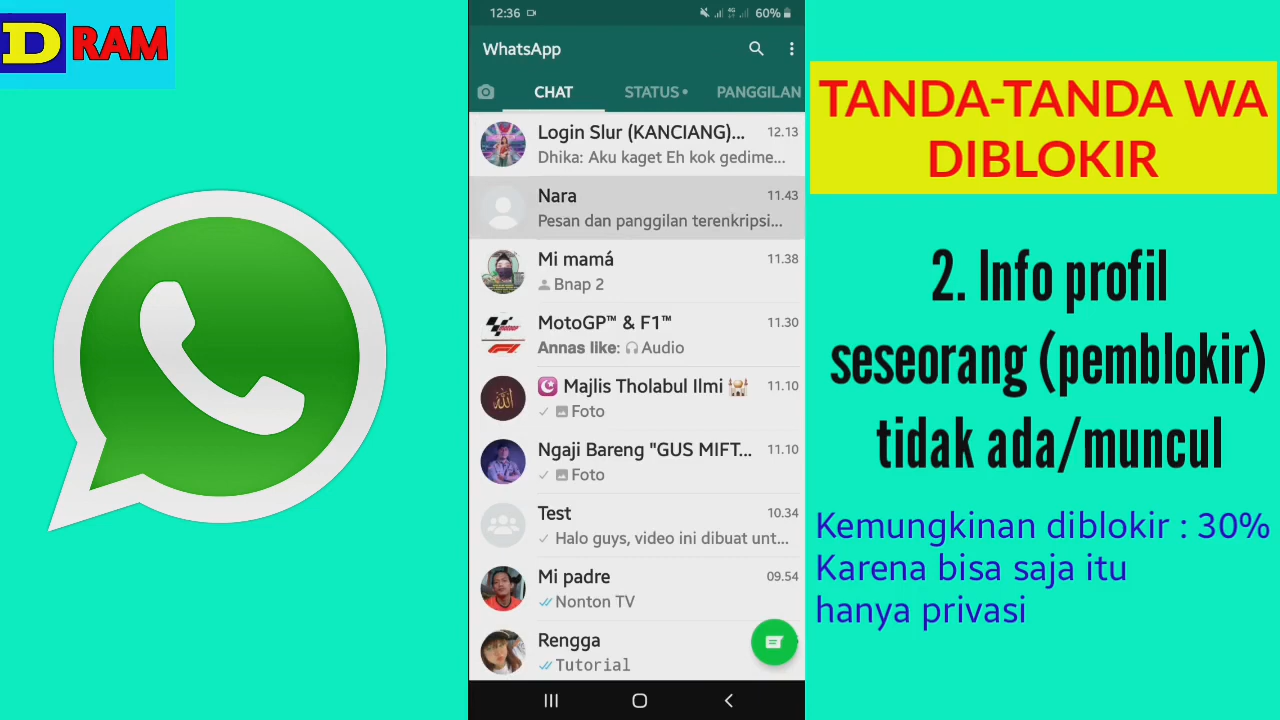 D RAM
12:36
4G
60%
WhatsApp
CHAT
STATUS
PANGGILAN
Login Slur (KANCIANG)...
12.13
Dhika: Aku kaget Eh kok gedime...
Nara
11.43
Pesan dan panggilan terenkripsi...
Mi mamá
11.38
Bnap 2
MotoGP™ & F1™
11.30
Annas like: Audio
☪️ Majlis Tholabul Ilmi 🕌
11.10
Foto
Ngaji Bareng "GUS MIFT...
11.10
Foto
Test
10.34
Halo guys, video ini dibuat unt...
Mi padre
09.54
Nonton TV
Rengga
Tutorial
TANDA-TANDA WA
DIBLOKIR
2. Info profil
seseorang (pemblokir)
tidak ada/muncul
Kemungkinan diblokir : 30%
Karena bisa saja itu
hanya privasi